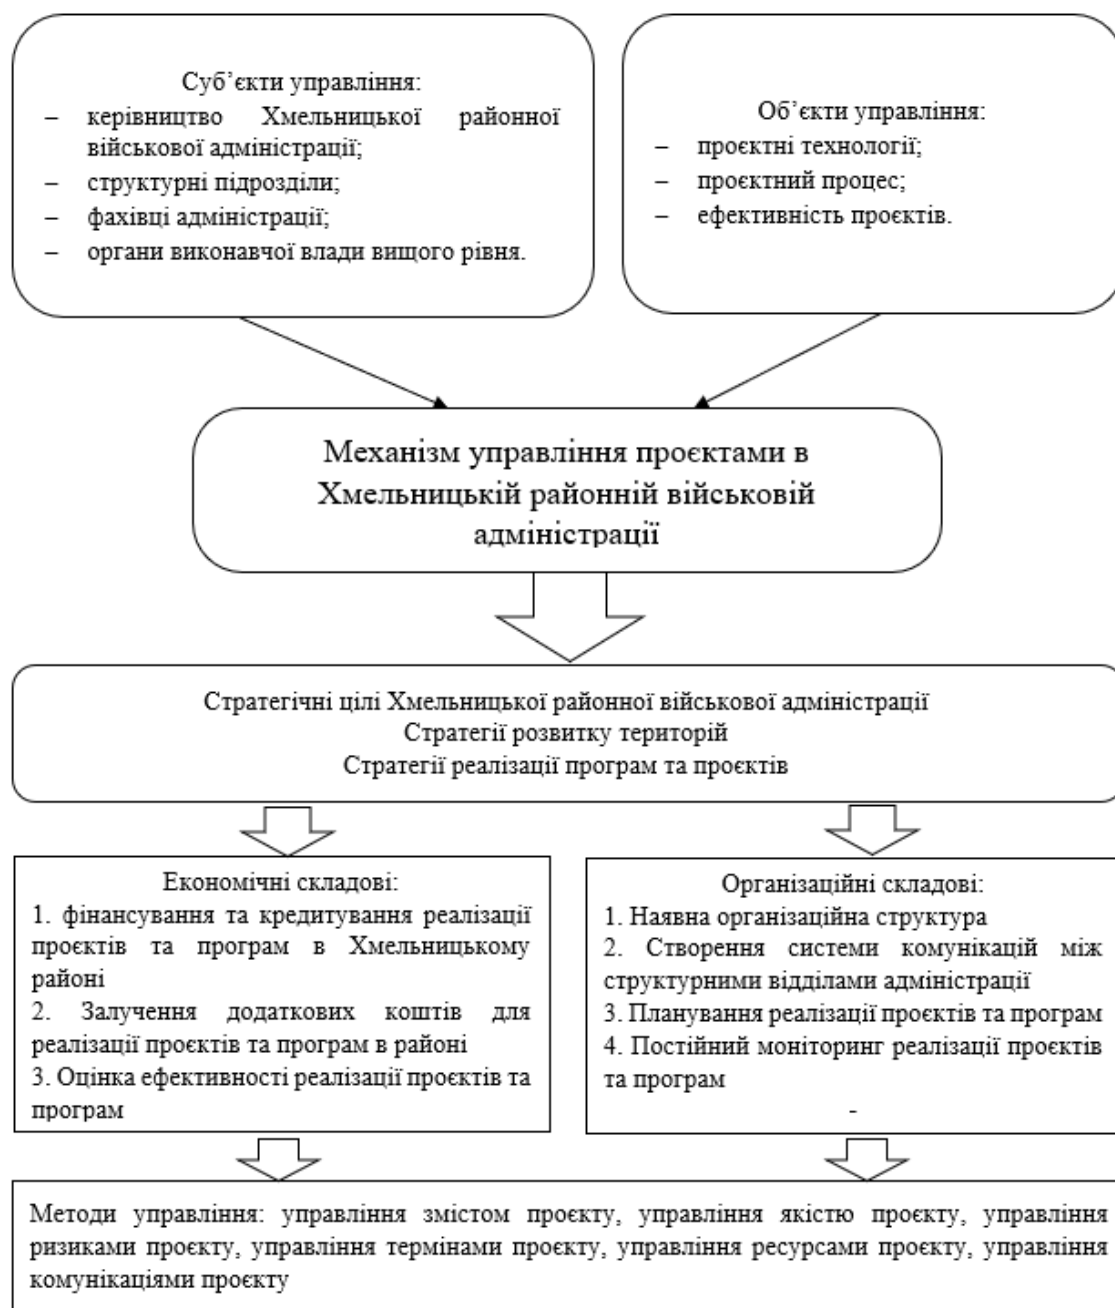 Суб’єкти управління:
– керівництво Хмельницької районної
військової адміністрації;
– структурні підрозділи;
– фахівці адміністрації;
– органи виконавчої влади вищого рівня.
Об’єкти управління:
– проєктні технології;
– проєктний процес;
– ефективність проєктів.
Механізм управління проєктами в
Хмельницькій районній військовій
адміністрації
Стратегічні цілі Хмельницької районної військової адміністрації
Стратегії розвитку територій
Стратегії реалізації програм та проєктів
Економічні складові:
1. фінансування та кредитування реалізації
проєктів та програм в Хмельницькому
районі
2. Залучення додаткових коштів для
реалізації проєктів та програм в районі
3. Оцінка ефективності реалізації проєктів та
програм
Організаційні складові:
1. Наявна організаційна структура
2. Створення системи комунікацій між
структурними відділами адміністрації
3. Планування реалізації проєктів та програм
4. Постійний моніторинг реалізації проєктів
та програм
-
Методи управління: управління змістом проєкту, управління якістю проєкту, управління
ризиками проєкту, управління термінами проєкту, управління ресурсами проєкту, управління
комунікаціями проєкту